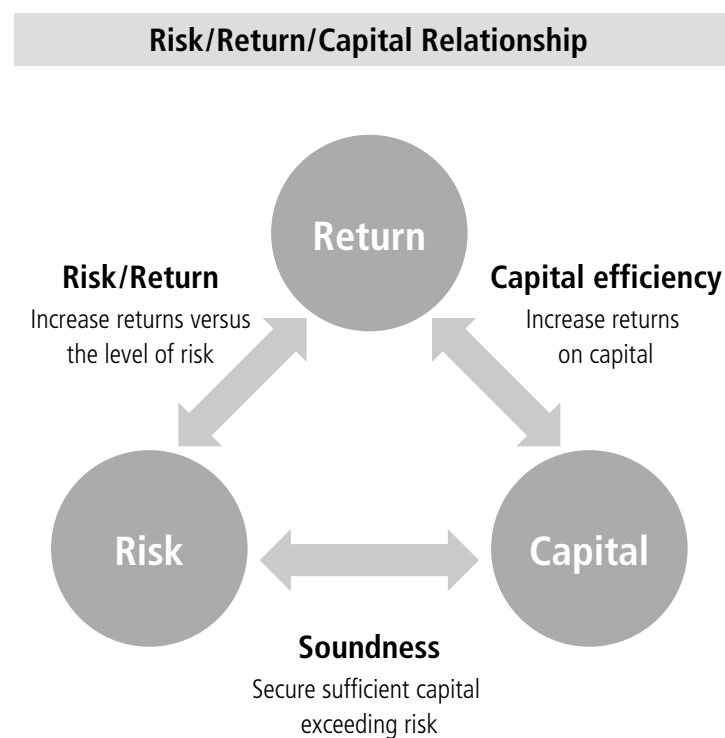 Risk/Return/Capital Relationship
Return
Risk/Return
Increase returns versus
the level of risk
Capital efficiency
Increase returns
on capital
Risk
Capital
Soundness
Secure sufficient capital
exceeding risk